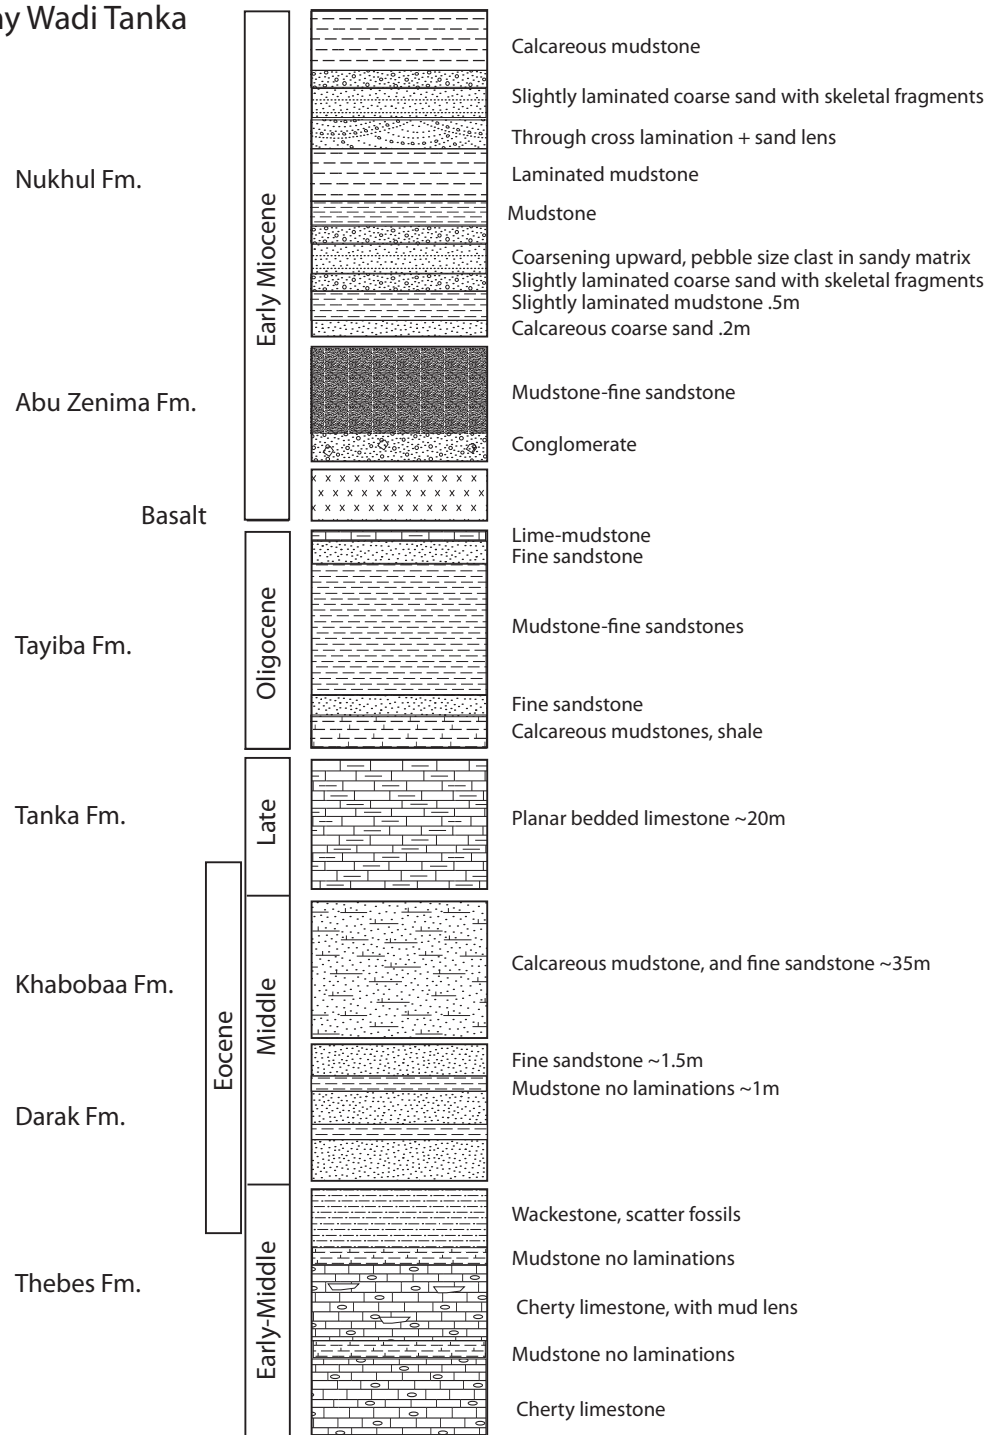 Wadi Tanka
Calcareous mudstone
Slightly laminated coarse sand with skeletal fragments
Through cross lamination + sand lens
Nukhul Fm.
Laminated mudstone
Mudstone
Early Miocene
Coarsening upward, pebble size clast in sandy matrix
Slightly laminated coarse sand with skeletal fragments
Slightly laminated mudstone .5m
Calcareous coarse sand .2m
Abu Zenima Fm.
Mudstone-fine sandstone
Conglomerate
Basalt
Lime-mudstone
Fine sandstone
Oligocene
Mudstone-fine sandstones
Tayiba Fm.
Fine sandstone
Calcareous mudstones, shale
Tanka Fm.
Late
Planar bedded limestone ~20m
Khabobaa Fm.
Middle
Calcareous mudstone, and fine sandstone ~35m
Eocene
Fine sandstone ~1.5m
Mudstone no laminations ~1m
Darak Fm.
Wackestone, scatter fossils
Mudstone no laminations
Thebes Fm.
Early-Middle
Cherty limestone, with mud lens
Mudstone no laminations
Cherty limestone